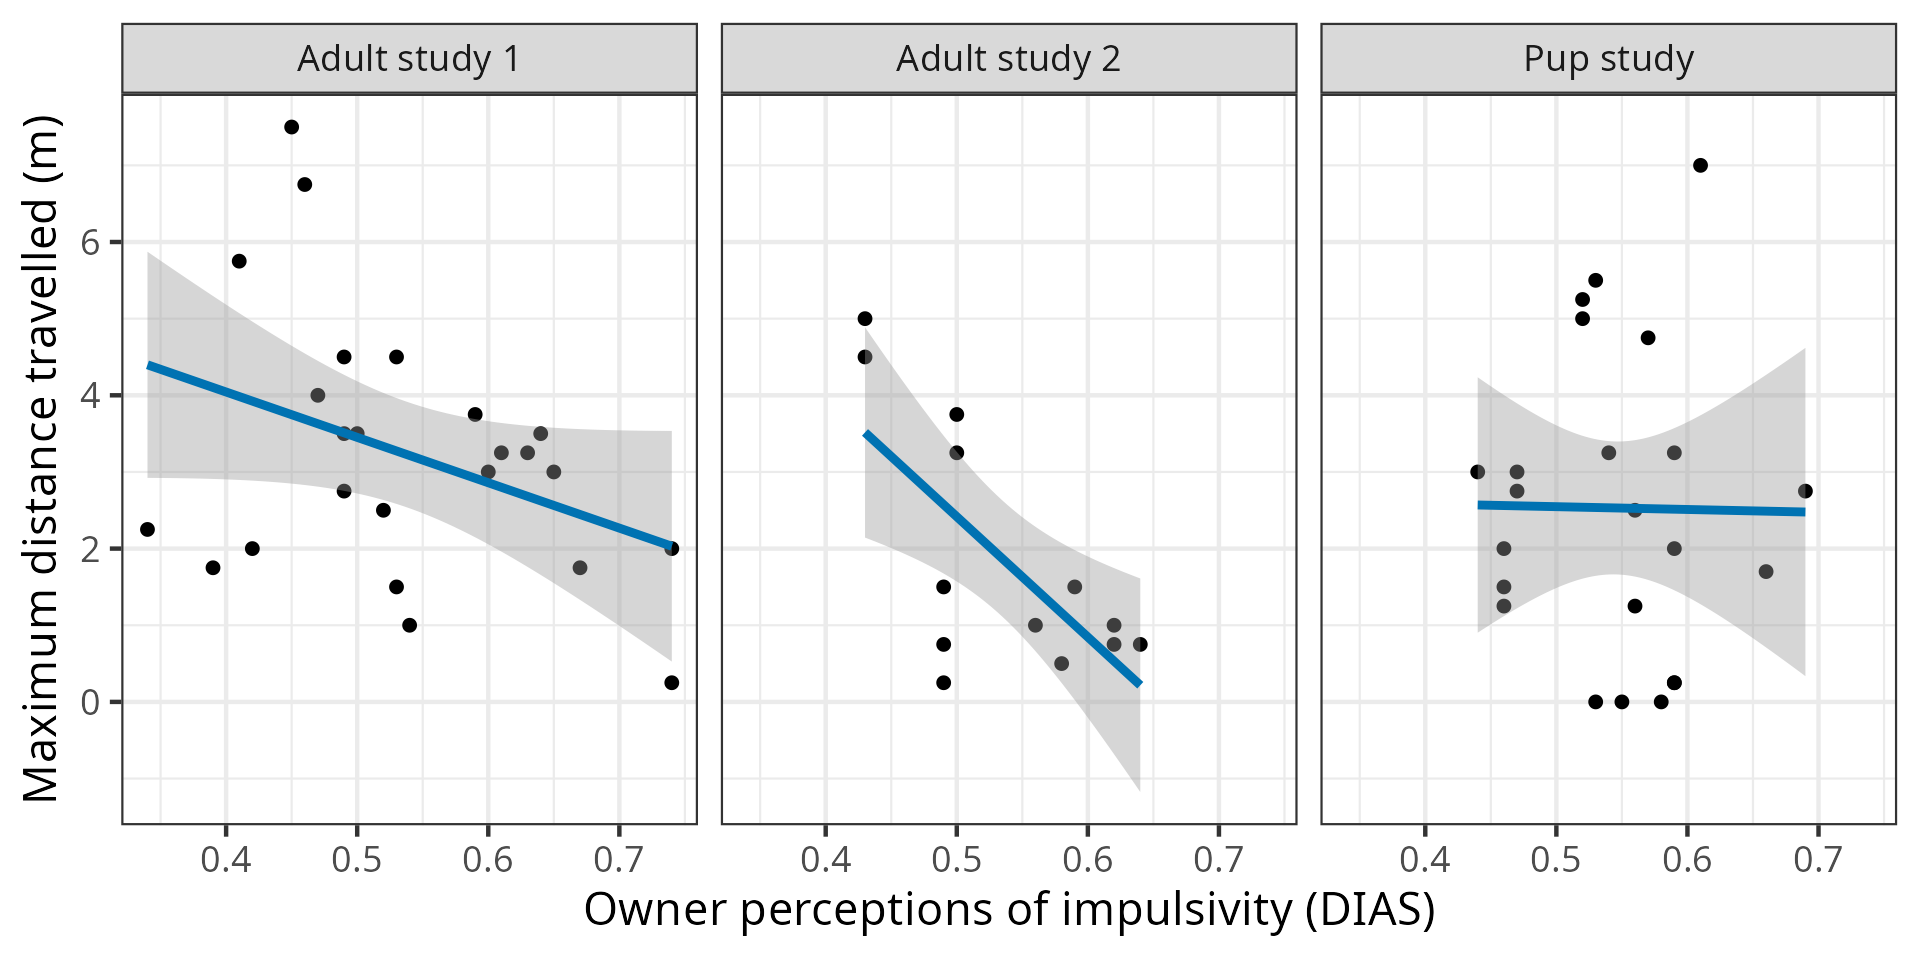 Adult study 1
Adult study 2
Pup study
Maximum distance travelled (m)
6
4
2
0
0.4 0.5 0.6 0.7
0.4 0.5 0.6 0.7
0.4 0.5 0.6 0.7
Owner perceptions of impulsivity (DIAS)